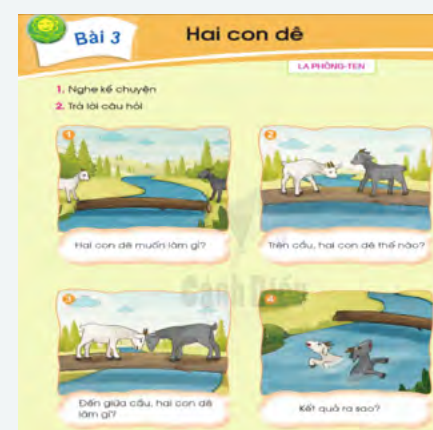 Bài 3
Hai con dê
LA PHÔNG-TEN
1. Nghe kể chuyện
2. Trả lời câu hỏi
1
2
Hai con dê muốn làm gì?
Trên cầu, hai con dê thế nào?
Cánh Diều
3
4
Đến giữa cầu, hai con dê
làm gì?
Kết quả ra sao?